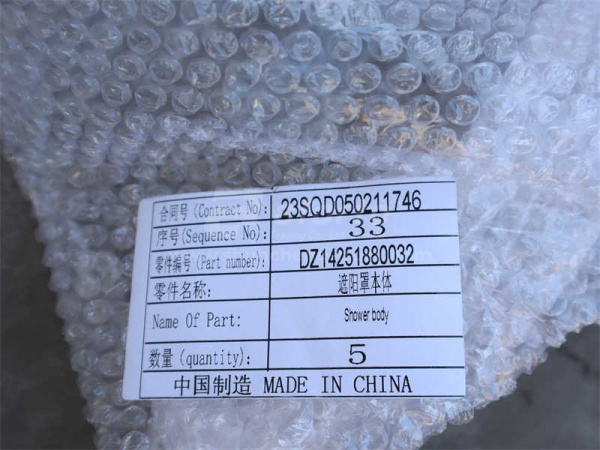 合同号(Contract No): 23SQD050211746
序号(Sequence No): 33
零件编号(Part number): DZ14251880032
零件名称: 遮阳罩本体
Name Of Part: Shower body
数量(quantity): 5
中国制造 MADE IN CHINA